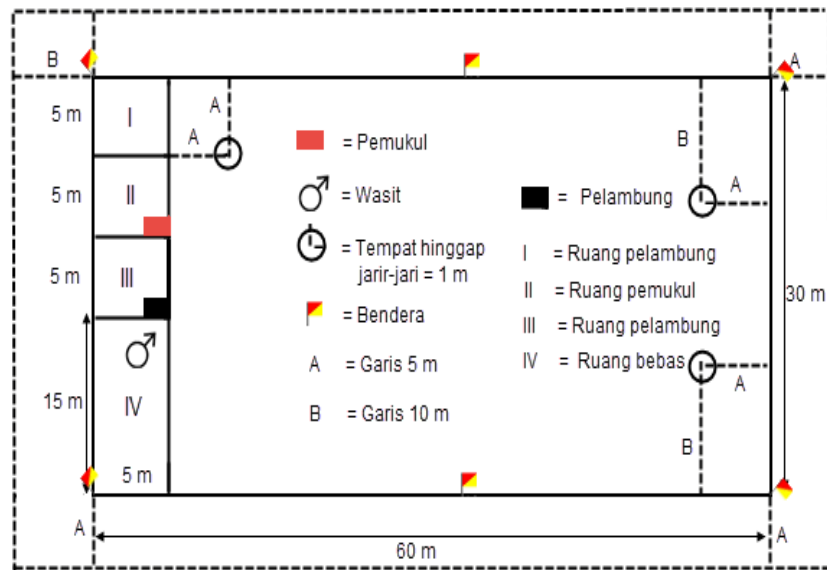 B
A
5 m
I
A
A
B
A
5 m
II
5 m
III
= Pemukul
= Wasit
= Tempat hinggap
jarir-jari = 1 m
= Bendera
A = Garis 5 m
B = Garis 10 m
= Pelambung
I = Ruang pelambung
II = Ruang pemukul
III = Ruang pelambung
IV = Ruang bebas
30 m
A
B
15 m
IV
5 m
A
A
60 m